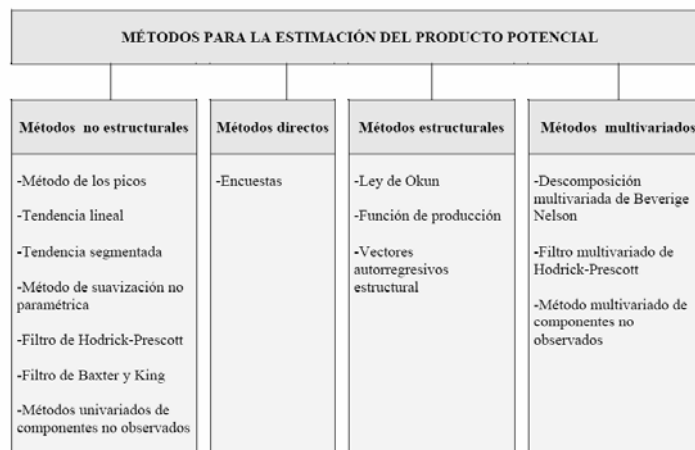 MÉTODOS PARA LA ESTIMACIÓN DEL PRODUCTO POTENCIAL
Métodos no estructurales
-Método de los picos
-Tendencia lineal
-Tendencia segmentada
-Método de suavización no
paramétrica
-Filtro de Hodrick-Prescott
-Filtro de Baxter y King
-Métodos univariados de
componentes no observados
Métodos directos
-Encuestas
Métodos estructurales
-Ley de Okun
-Función de producción
-Vectores
autorregresivos
estructural
Métodos multivariados
-Descomposición
multivariada de Beverige
Nelson
-Filtro multivariado de
Hodrick-Prescott
-Método multivariado de
componentes no
observados